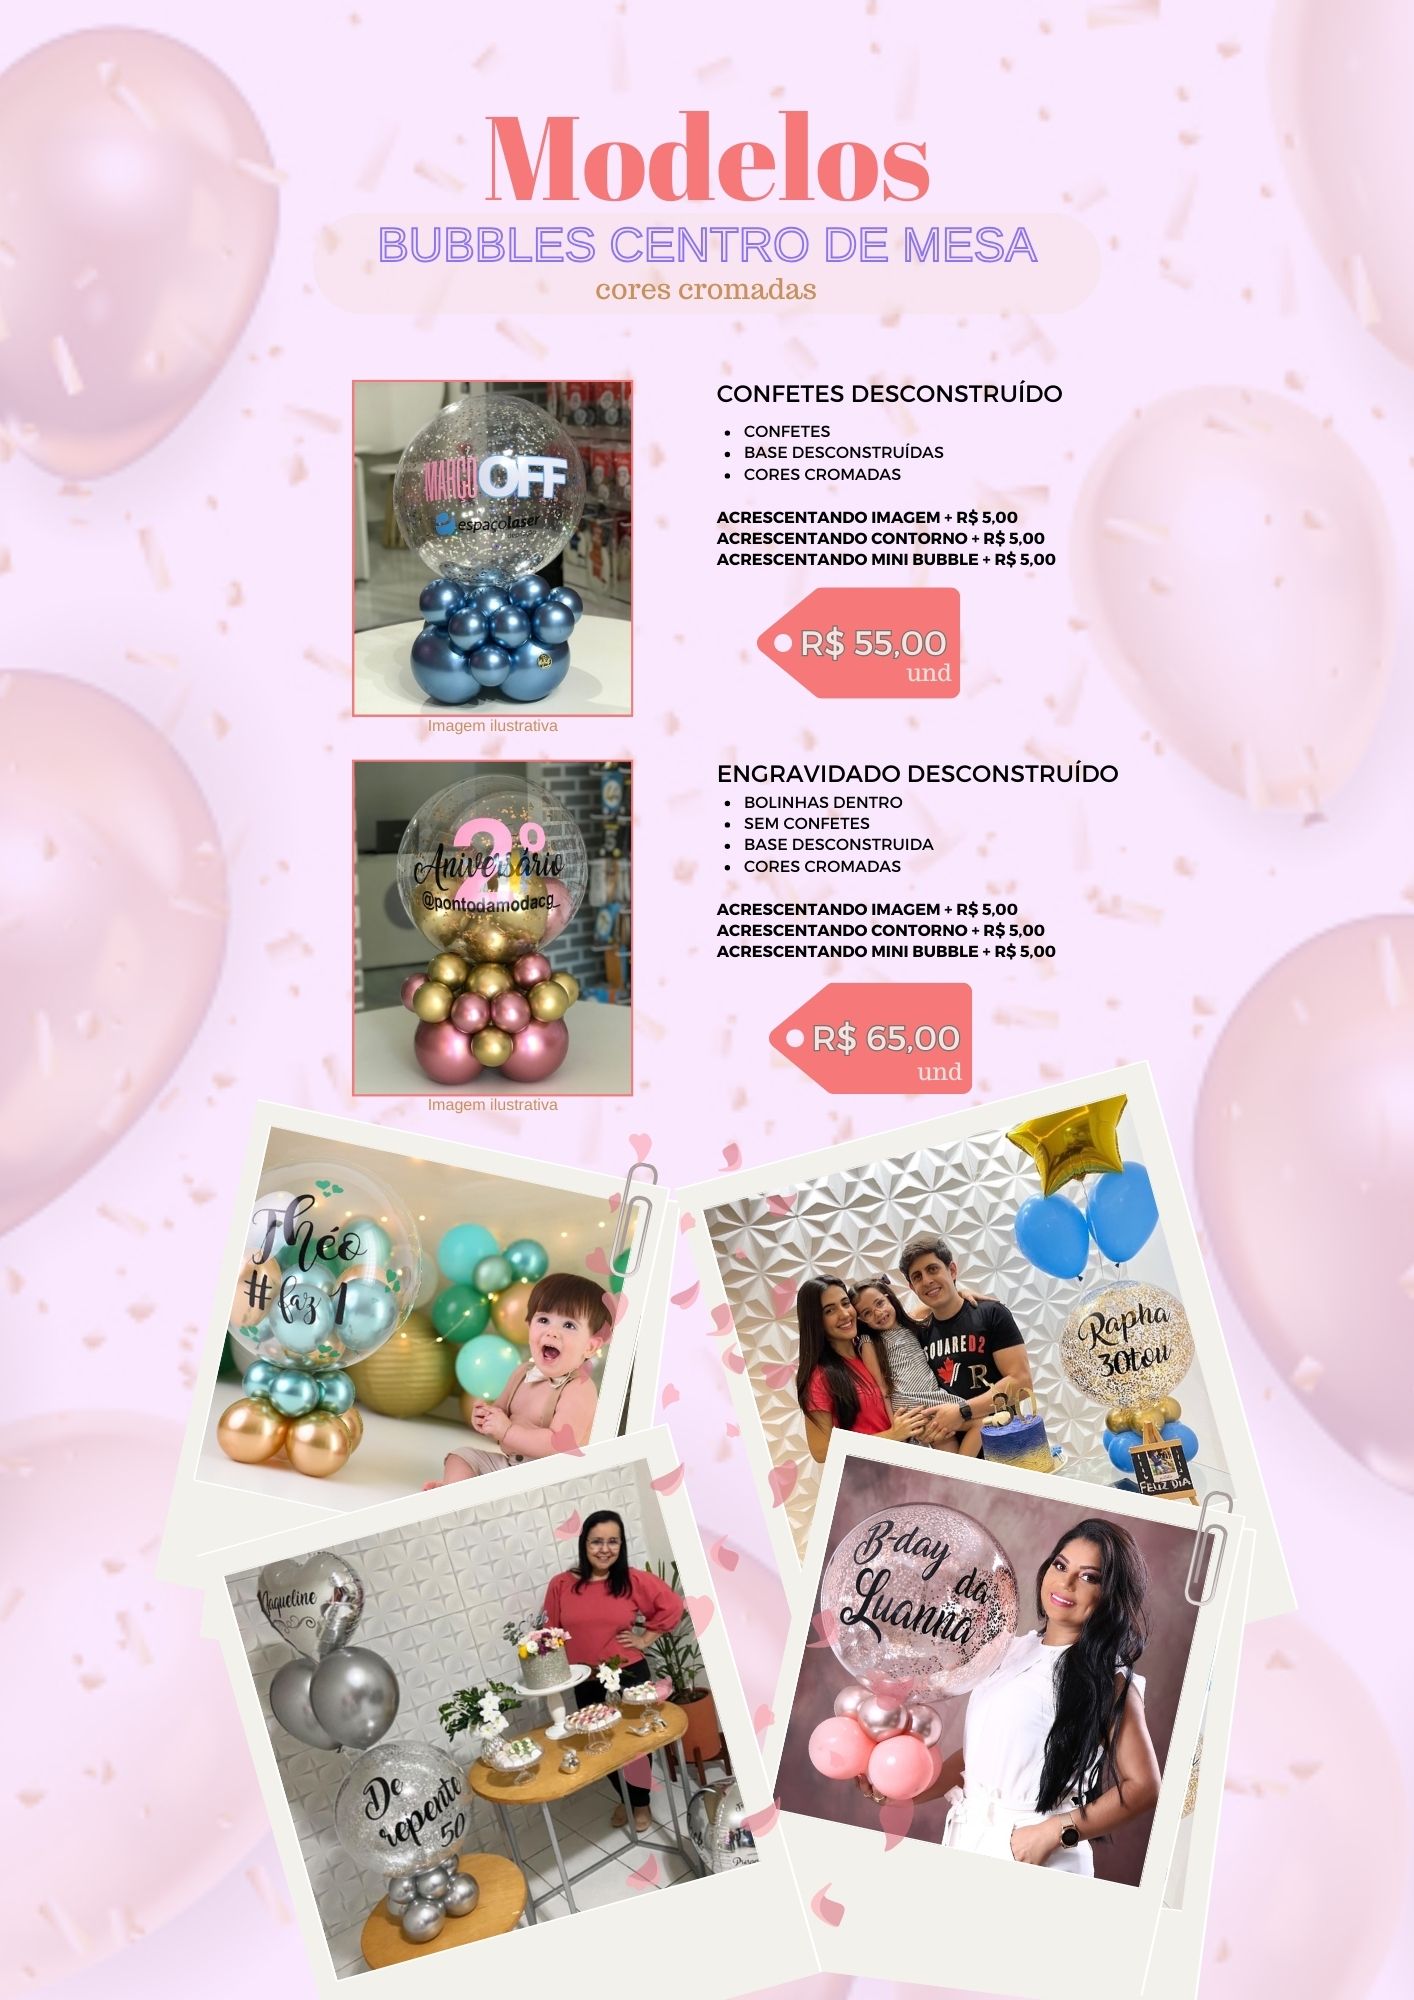 Modelos
BUBBLES CENTRO DE MESA
cores cromadas
MARÇO OFF
espaçolaser
Imagem ilustrativa
CONFETES DESCONSTRUÍDO
• CONFETES
• BASE DESCONSTRUÍDAS
• CORES CROMADAS
ACRESCENTANDO IMAGEM + R$ 5,00
ACRESCENTANDO CONTORNO + R$ 5,00
ACRESCENTANDO MINI BUBBLE + R$ 5,00
R$ 55,00
und
2º
Aniversário
@pontodamodacg_
Imagem ilustrativa
ENGRAVIDADO DESCONSTRUÍDO
• BOLINHAS DENTRO
• SEM CONFETES
• BASE DESCONSTRUIDA
• CORES CROMADAS
ACRESCENTANDO IMAGEM + R$ 5,00
ACRESCENTANDO CONTORNO + R$ 5,00
ACRESCENTANDO MINI BUBBLE + R$ 5,00
R$ 65,00
und
Théo
#faz 1
SQUARED2
R
Rapha
30tou
FELIZ DIA
Naqueline
De
repente
50
B-day
da
Luanna